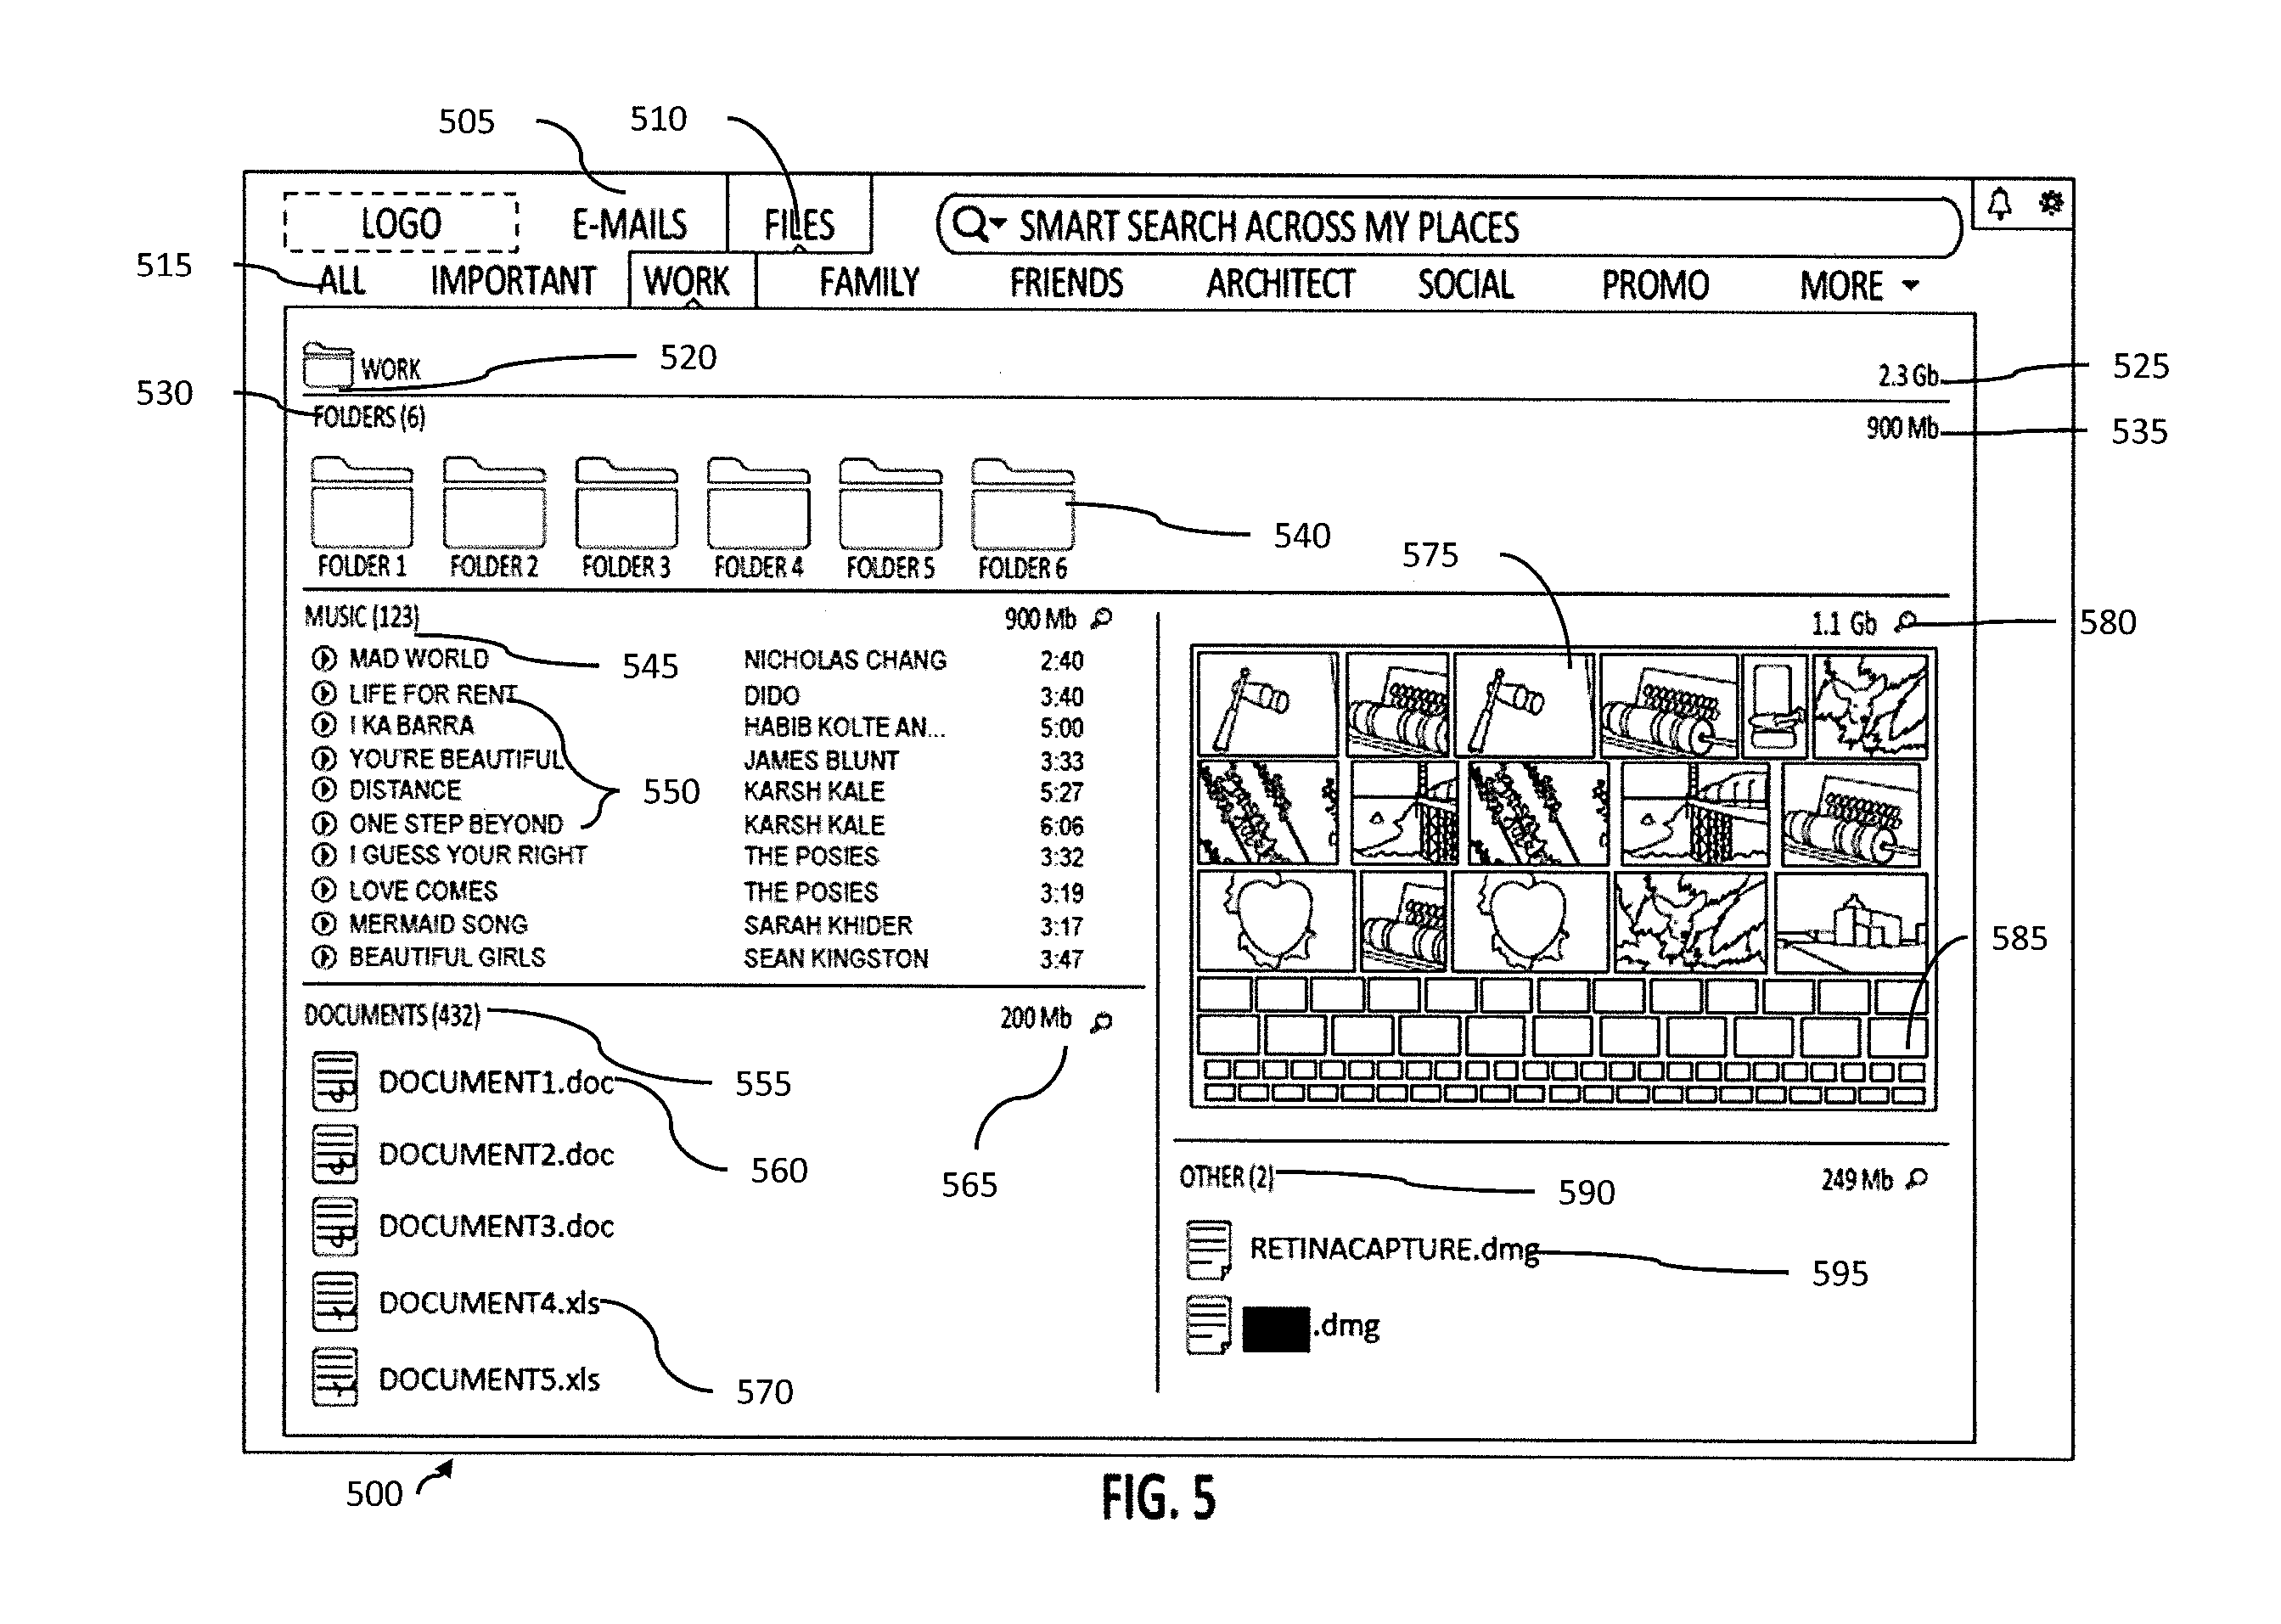 505
510
LOGO
E-MAILS
FILES
SMART SEARCH ACROSS MY PLACES
515
ALL IMPORTANT WORK FAMILY FRIENDS ARCHITECT SOCIAL PROMO MORE
WORK
520
2.3 Gb
525
530
FOLDERS (6)
900 Mb
535
540
FOLDER 1 FOLDER 2 FOLDER 3 FOLDER 4 FOLDER 5 FOLDER 6
575
MUSIC (123)
900 Mb
545
MAD WORLD NICHOLAS CHANG 2:40
LIFE FOR RENT DIDO 3:40
I KA BARRA HABIB KOLTE AN... 5:00
YOU'RE BEAUTIFUL JAMES BLUNT 3:33
DISTANCE KARSH KALE 5:27
550
ONE STEP BEYOND KARSH KALE 6:06
I GUESS YOUR RIGHT THE POSIES 3:32
LOVE COMES THE POSIES 3:19
MERMAID SONG SARAH KHIDER 3:17
BEAUTIFUL GIRLS SEAN KINGSTON 3:47
1.1 Gb
580
585
DOCUMENTS (432)
200 Mb
555
DOCUMENT1.doc
560
565
DOCUMENT2.doc
DOCUMENT3.doc
DOCUMENT4.xls
DOCUMENT5.xls
570
OTHER (2)
249 Mb
590
RETINACAPTURE.dmg
595
.dmg
500
FIG. 5